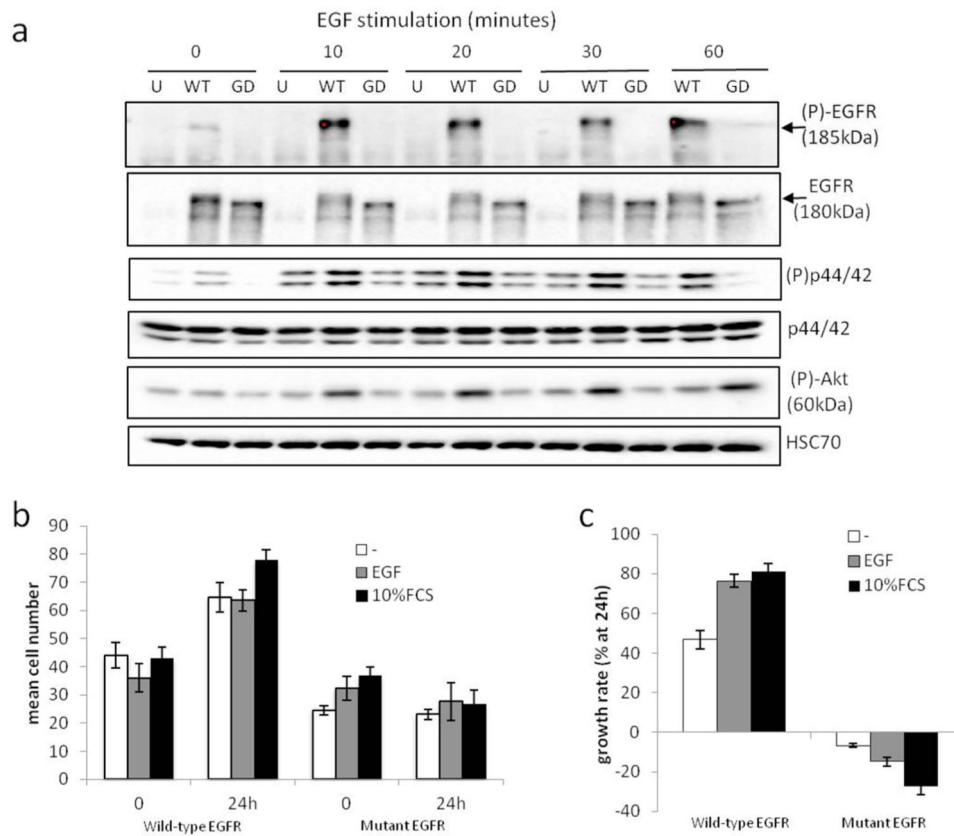 a
EGF stimulation (minutes)
0 10 20 30 60
U WT GD U WT GD U WT GD U WT GD WT GD
(P)-EGFR
(185kDa)
EGFR
(180kDa)
(P)p44/42
p44/42
(P)-Akt
(60kDa)
HSC70
b
mean cell number
90
80
70
60
50
40
30
20
10
0
-
EGF
10%FCS
0 24h 0 24h
Wild-type EGFR Mutant EGFR
c
growth rate (% at 24h)
100
80
60
40
20
0
-20
-40
-
EGF
10%FCS
Wild-type EGFR Mutant EGFR